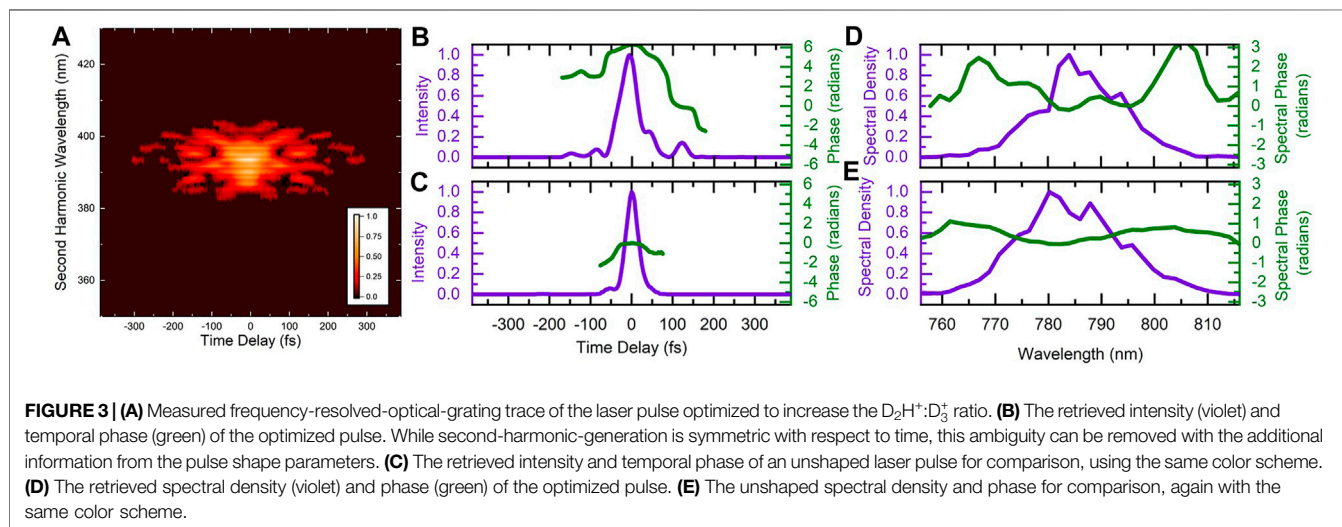 A
Second Harmonic Wavelength (nm)
420
400
380
360
1.0
0.75
0.50
0.25
0.0
-300 -200 -100 0 100 200 300
Time Delay (fs)
B
Intensity
1.0
0.8
0.6
0.4
0.2
0.0
6
4
2
0
-2
-4
-6
Phase (radians)
C
Intensity
1.0
0.8
0.6
0.4
0.2
0.0
6
4
2
0
-2
-4
-6
Phase (radians)
-300 -200 -100 0 100 200 300
Time Delay (fs)
D
Spectral Density
1.0
0.8
0.6
0.4
0.2
0.0
3
2
1
0
-1
-2
-3
Spectral Phase
(radians)
E
Spectral Density
1.0
0.8
0.6
0.4
0.2
0.0
3
2
1
0
-1
-2
-3
Spectral Phase
(radians)
760 770 780 790 800 810
Wavelength (nm)
FIGURE 3 | (A) Measured frequency-resolved-optical-grating trace of the laser pulse optimized to increase the D₂H⁺:D₃⁺ ratio. (B) The retrieved intensity (violet) and
temporal phase (green) of the optimized pulse. While second-harmonic-generation is symmetric with respect to time, this ambiguity can be removed with the additional
information from the pulse shape parameters. (C) The retrieved intensity and temporal phase of an unshaped laser pulse for comparison, using the same color scheme.
(D) The retrieved spectral density (violet) and phase (green) of the optimized pulse. (E) The unshaped spectral density and phase for comparison, again with the
same color scheme.